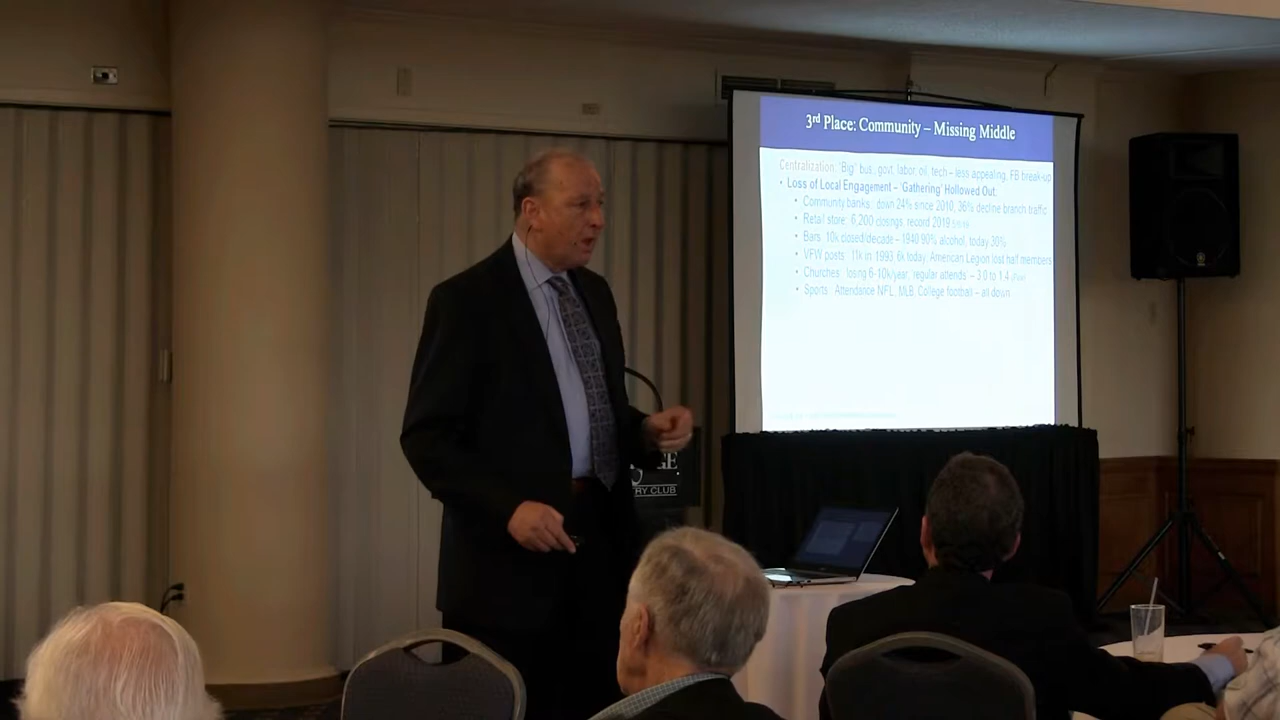 3rd Place: Community – Missing Middle
Centralization: "Big" bus, govt, labor, oil, tech – less appealing, FB break-up
• Loss of Local Engagement – 'Gathering' Hollowed Out:
• Community banks: down 24% since 2010, 36% decline branch traffic
• Retail store: 6,200 closings, record 2019
• Bars: 10k closed/decade – 1940 90% alcohol, today 30%
• VFW posts: 11k in 1993, 6k today, American Legion lost half members
• Churches: losing 6-10k/year, 'regular attends' – 3.0 to 1.4
• Sports: Attendance NFL, MLB, College football – all down
GE
TRY CLUB